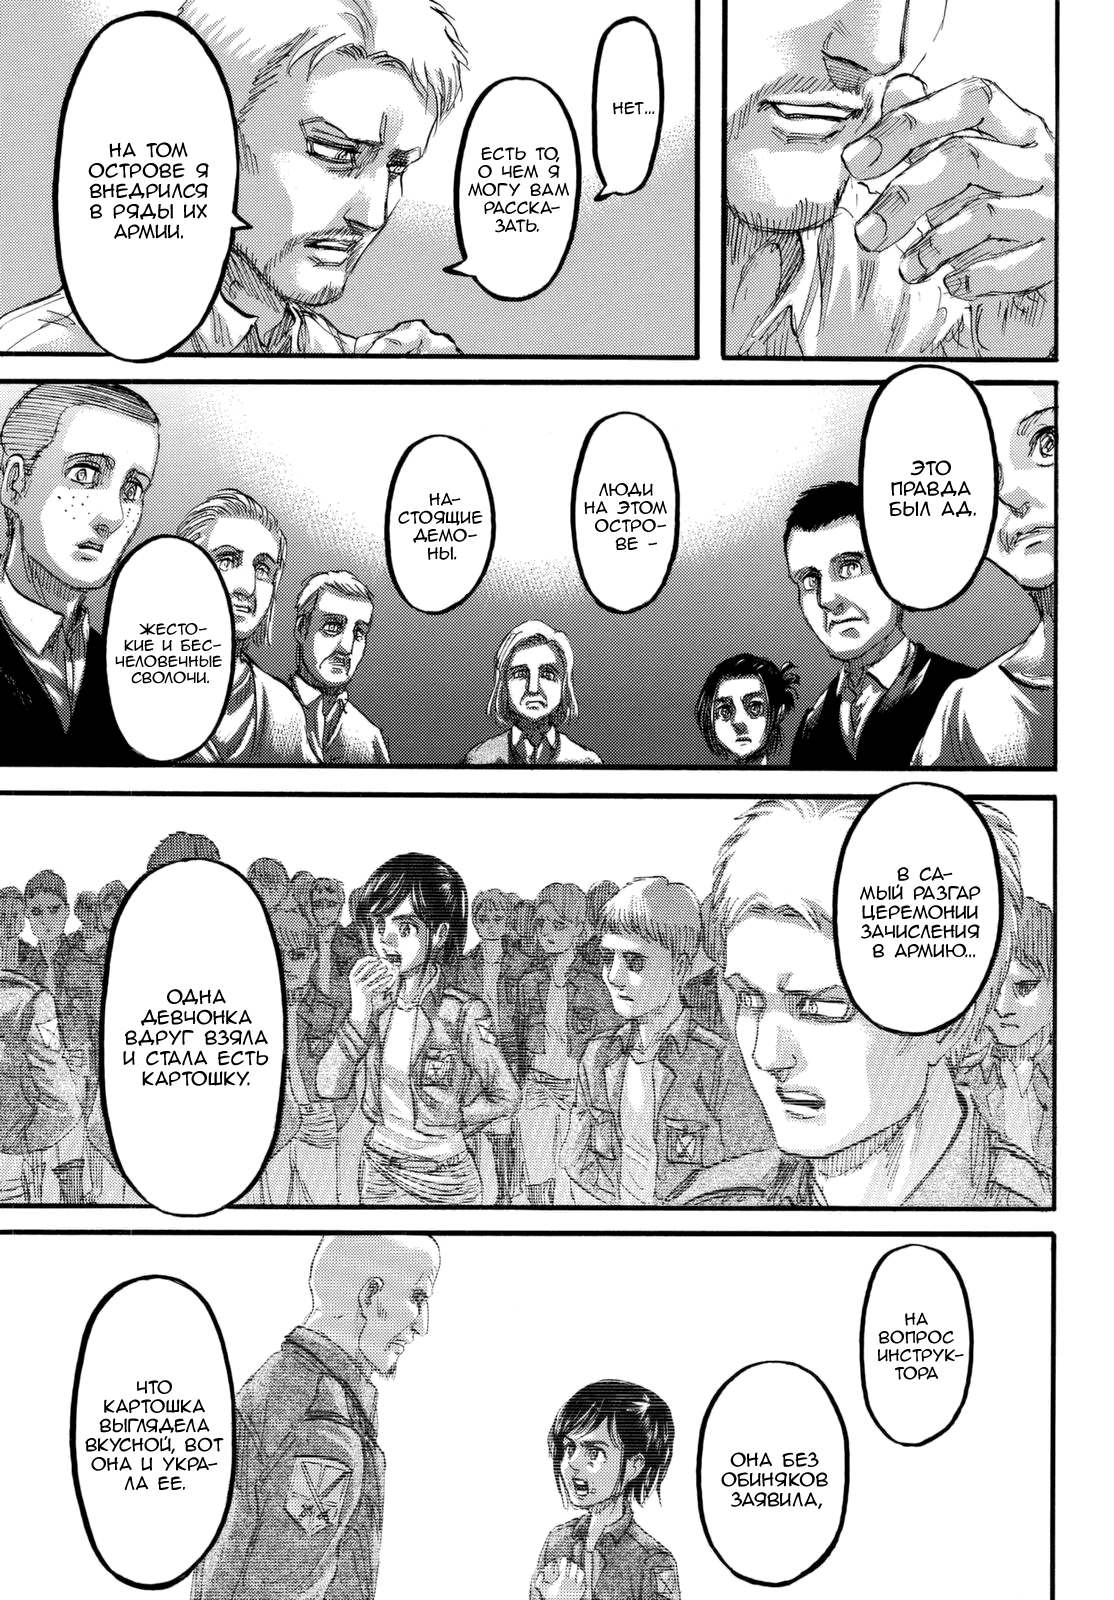 НЕТ...
ЕСТЬ ТО,
О ЧЕМ Я
МОГУ ВАМ
РАССКА-
ЗАТЬ.
НА ТОМ
ОСТРОВЕ Я
ВНЕДРИЛСЯ
В РЯДЫ ИХ
АРМИИ.
ЭТО
ПРАВДА
БЫЛ АД.
ЛЮДИ
НА ЭТОМ
ОСТРО-
ВЕ –
НА-
СТОЯЩИЕ
ДЕМО-
НЫ.
ЖЕСТО-
КИЕ И БЕС-
ЧЕЛОВЕЧНЫЕ
СВОЛОЧИ.
В СА-
МЫЙ РАЗГАР
ЦЕРЕМОНИИ
ЗАЧИСЛЕНИЯ
В АРМИЮ...
ОДНА
ДЕВЧОНКА
ВДРУГ ВЗЯЛА
И СТАЛА ЕСТЬ
КАРТОШКУ.
НА
ВОПРОС
ИНСТРУК-
ТОРА
ОНА БЕЗ
ОБИНЯКОВ
ЗАЯВИЛА,
ЧТО
КАРТОШКА
ВЫГЛЯДЕЛА
ВКУСНОЙ, ВОТ
ОНА И УКРА-
ЛА ЕЕ.